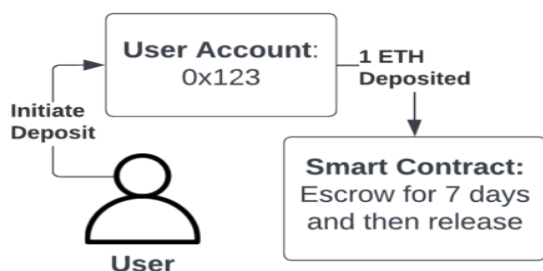 User Account:
0x123
1 ETH
Deposited
Initiate
Deposit
Smart Contract:
Escrow for 7 days
and then release
User